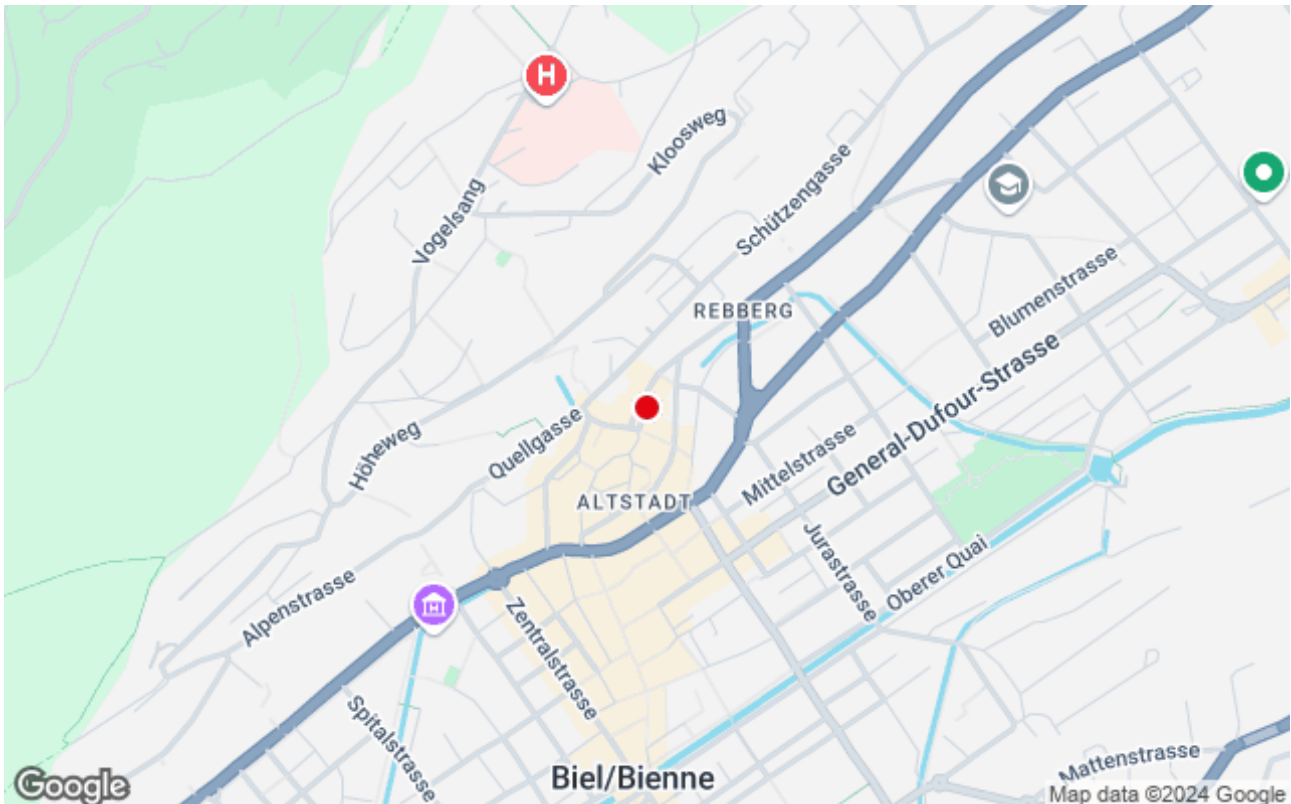 H
Kloosweg
Schützengasse
Vogelsang
REBBERG
Blumenstrasse
General-Dufour-Strasse
Höheweg
Quellgasse
Mittelstrasse
ALTSTADT
Jurastrasse
Oberer Quai
Alpenstrasse
Zentralstrasse
Spitalstrasse
Mattenstrasse
Biel/Bienne
Google
Map data ©2024 Google